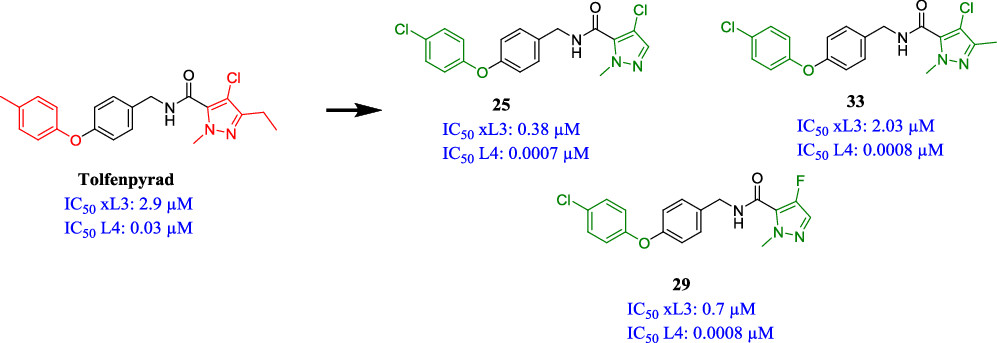 Cl
O
N
H
O
N
N
Cl
25
IC50 xL3: 0.38 µM
IC50 L4: 0.0007 µM
Cl
O
N
H
O
N
N
Cl
33
IC50 xL3: 2.03 µM
IC50 L4: 0.0008 µM
O
N
H
O
N
N
Cl
Tolfenpyrad
IC50 xL3: 2.9 µM
IC50 L4: 0.03 µM
Cl
O
N
H
O
N
N
F
29
IC50 xL3: 0.7 µM
IC50 L4: 0.0008 µM